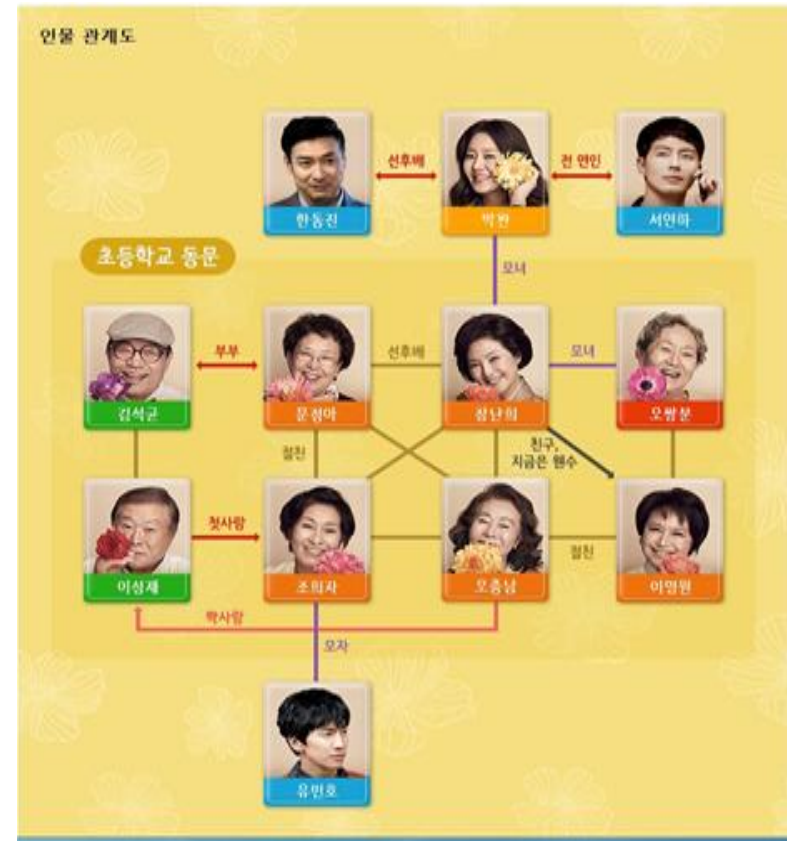 인물 관계도
선후배
전 연인
한동진
박완
서연하
초등학교 동문
모녀
부부
선후배
모녀
김석균
문정아
장난희
오쌍분
절친
친구,
지금은 웬수
첫사랑
절친
이성재
조희자
오충남
이영원
짝사랑
모자
유민호